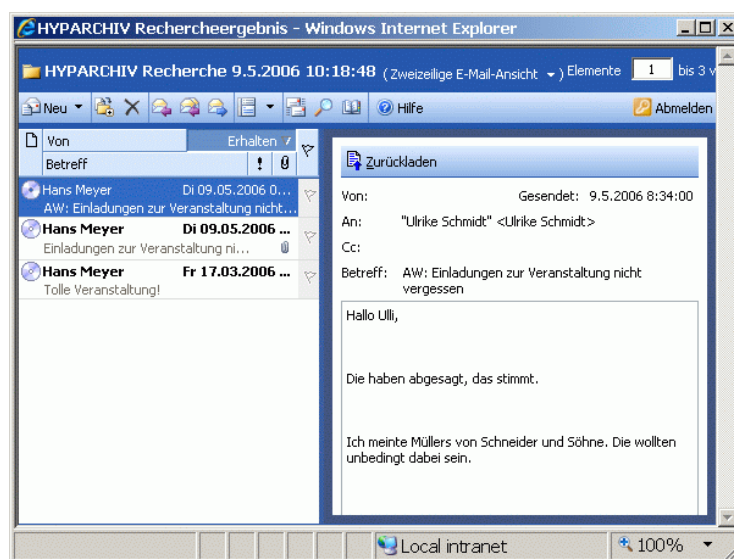 HYPARCHIV Rechercheergebnis - Windows Internet Explorer
HYPARCHIV Recherche 9.5.2006 10:18:48 (Zweizeilige E-Mail-Ansicht ) Elemente 1 bis 3 v
Neu Hilfe Abmelden
Von Erhalten
Betreff
Hans Meyer Di 09.05.2006 0...
AW: Einladungen zur Veranstaltung nicht...
Hans Meyer Di 09.05.2006 ...
Einladungen zur Veranstaltung ni...
Hans Meyer Fr 17.03.2006 ...
Tolle Veranstaltung!
Zurückladen
Von: Gesendet: 9.5.2006 8:34:00
An: "Ulrike Schmidt" <Ulrike Schmidt>
Cc:
Betreff: AW: Einladungen zur Veranstaltung nicht
vergessen
Hallo Ulli,
Die haben abgesagt, das stimmt.
Ich meinte Müllers von Schneider und Söhne. Die wollten
unbedingt dabei sein.
Local intranet 100%